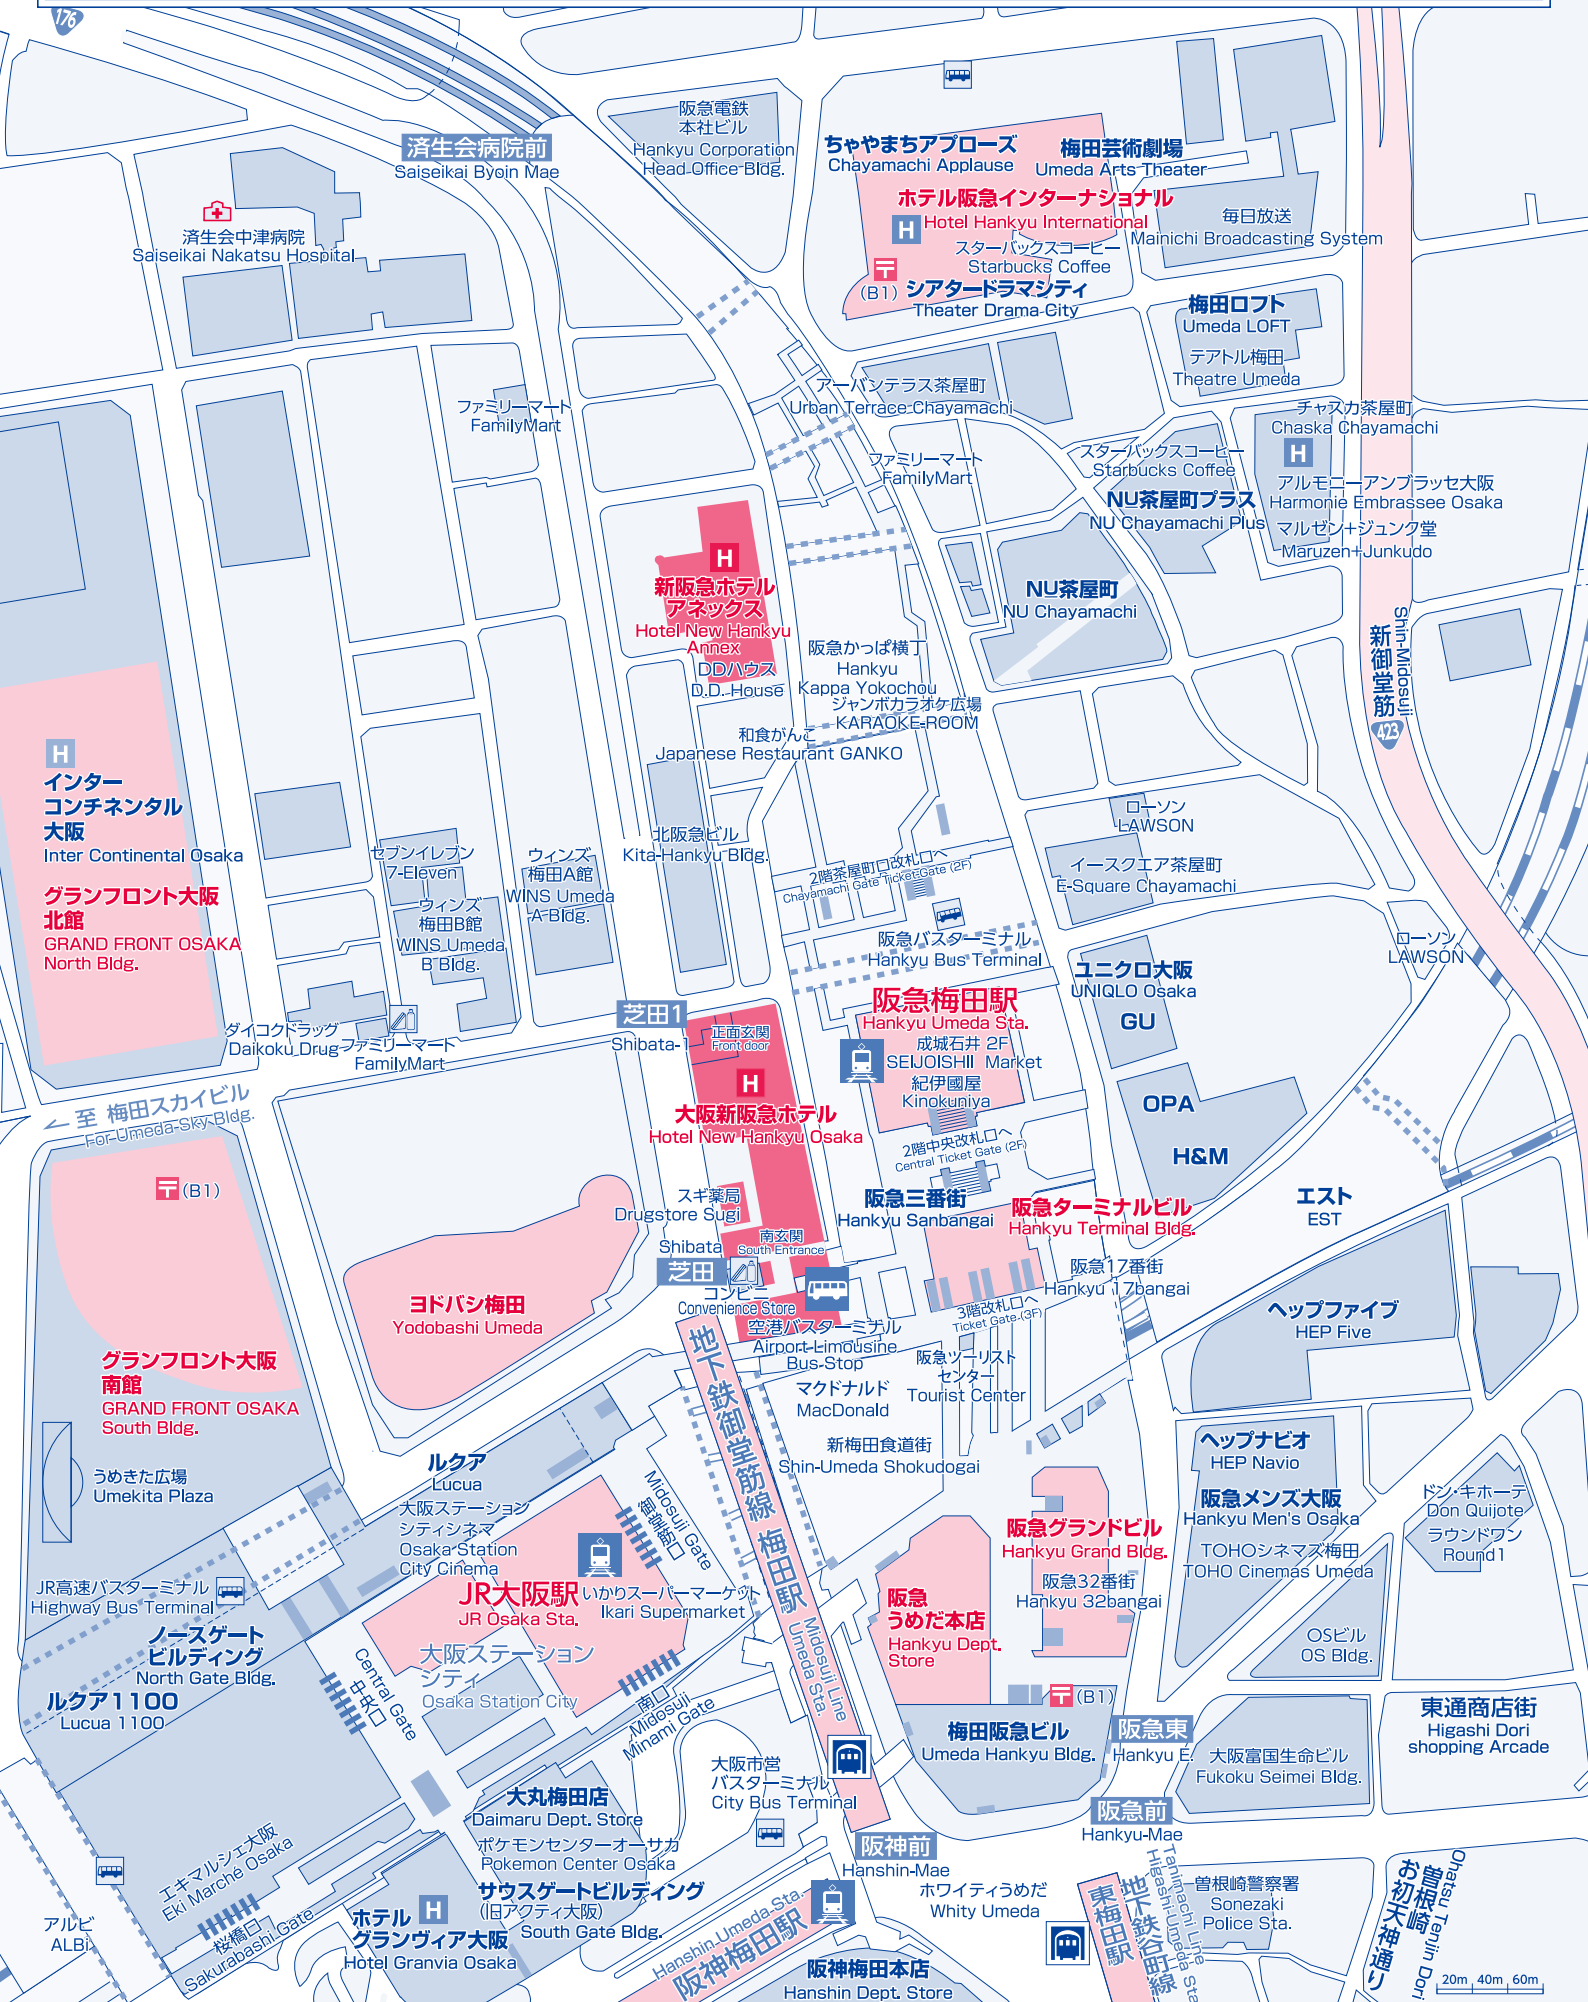 176
済生会病院前
Saiseikai Byoin Mae
阪急電鉄
本社ビル
Hankyu Corporation
Head Office Bldg.
ちゃやまちアプローズ
Chayamachi Applause
梅田芸術劇場
Umeda Arts Theater
ホテル阪急インターナショナル
H
Hotel Hankyu International
スターバックスコーヒー
Starbucks Coffee
毎日放送
Mainichi Broadcasting System
(B1)
シアタードラマシティ
Theater Drama City
済生会中津病院
Saiseikai Nakatsu Hospital
梅田ロフト
Umeda LOFT
テアトル梅田
Theatre Umeda
アーバンテラス茶屋町
Urban Terrace Chayamachi
ファミリーマート
FamilyMart
チャスカ茶屋町
Chaska Chayamachi
H
スターバックスコーヒー
Starbucks Coffee
ファミリーマート
FamilyMart
アルモニーアンブラッセ大阪
Harmonie Embrassee Osaka
NU茶屋町プラス
NU Chayamachi Plus
マルゼン+ジュンク堂
Maruzen+Junkudo
H
新阪急ホテル
アネックス
Hotel New Hankyu
Annex
NU茶屋町
NU Chayamachi
DDハウス
D.D. House
阪急かっぱ横丁
Hankyu
Kappa Yokochou
ジャンボカラオケ広場
KARAOKE-ROOM
新御堂筋
Shin-Midosuji
423
和食がんこ
Japanese Restaurant GANKO
H
インター
コンチネンタル
大阪
Inter Continental Osaka
グランフロント大阪
北館
GRAND FRONT OSAKA
North Bldg.
セブンイレブン
7-Eleven
ウィンズ
梅田B館
WINS Umeda
B Bldg.
ウィンズ
梅田A館
WINS Umeda
A Bldg.
北阪急ビル
Kita-Hankyu Bldg.
2階茶屋町口改札口へ
Chayamachi Gate Ticket Gate (2F)
ローソン
LAWSON
イースクエア茶屋町
E-Square Chayamachi
阪急バスターミナル
Hankyu Bus Terminal
ローソン
LAWSON
ユニクロ大阪
UNIQLO Osaka
GU
阪急梅田駅
Hankyu Umeda Sta.
成城石井 2F
SEIJOISHII Market
紀伊國屋
Kinokuniya
芝田1
Shibata-1
正面玄関
Front door
ダイコクドラッグ
Daikoku Drug
ファミリーマート
FamilyMart
H
大阪新阪急ホテル
Hotel New Hankyu Osaka
← 至 梅田スカイビル
For Umeda Sky Bldg.
OPA
H&M
2階中央改札口へ
Central Ticket Gate (2F)
(B1)
スギ薬局
Drugstore Sugi
阪急三番街
Hankyu Sanbangai
阪急ターミナルビル
Hankyu Terminal Bldg.
エスト
EST
南玄関
South Entrance
Shibata
芝田
コンビニ
Convenience Store
阪急17番街
Hankyu 17bangai
3階改札口へ
Ticket Gate (3F)
ヨドバシ梅田
Yodobashi Umeda
空港バスターミナル
Airport Limousine
Bus Stop
ヘップファイブ
HEP Five
グランフロント大阪
南館
GRAND FRONT OSAKA
South Bldg.
阪急ツーリスト
センター
Tourist Center
マクドナルド
MacDonald
新梅田食道街
Shin-Umeda Shokudogai
地下鉄御堂筋線 梅田駅
Midosuji Line
Umeda Sta.
うめきた広場
Umekita Plaza
ルクア
Lucua
大阪ステーション
シティシネマ
Osaka Station
City Cinema
御堂筋口
Midosuji Gate
ヘップナビオ
HEP Navio
阪急メンズ大阪
Hankyu Men's Osaka
TOHOシネマズ梅田
TOHO Cinemas Umeda
ドン・キホーテ
Don Quijote
ラウンドワン
Round1
阪急グランドビル
Hankyu Grand Bldg.
阪急32番街
Hankyu 32bangai
JR高速バスターミナル
Highway Bus Terminal
JR大阪駅
JR Osaka Sta.
いかりスーパーマーケット
Ikari Supermarket
阪急
うめだ本店
Hankyu Dept.
Store
ノースゲート
ビルディング
North Gate Bldg.
ルクア1100
Lucua 1100
中央口
Central Gate
大阪ステーション
シティ
Osaka Station City
南口
Midosuji
Minami Gate
OSビル
OS Bldg.
(B1)
梅田阪急ビル
Umeda Hankyu Bldg.
阪急東
Hankyu E.
東通商店街
Higashi Dori
shopping Arcade
大阪富国生命ビル
Fukoku Seimei Bldg.
大阪市営
バスターミナル
City Bus Terminal
大丸梅田店
Daimaru Dept. Store
ポケモンセンターオーサカ
Pokemon Center Osaka
阪急前
Hankyu-Mae
阪神前
Hanshin-Mae
エキマルシェ大阪
Eki Marché Osaka
桜橋口
Sakurabashi Gate
アルビ
ALBi
H
ホテル
グランヴィア大阪
Hotel Granvia Osaka
サウスゲートビルディング
(旧アクティ大阪)
South Gate Bldg.
Hanshin-Umeda Sta.
阪神梅田駅
ホワイティうめだ
Whity Umeda
阪神梅田本店
Hanshin Dept. Store
東梅田駅
地下鉄谷町線
Tanimachi Line
Higashi-Umeda Sta.
曽根崎警察署
Sonezaki
Police Sta.
曽根崎
お初天神通り
Ohatsu Tenjin Dori
20m 40m 60m